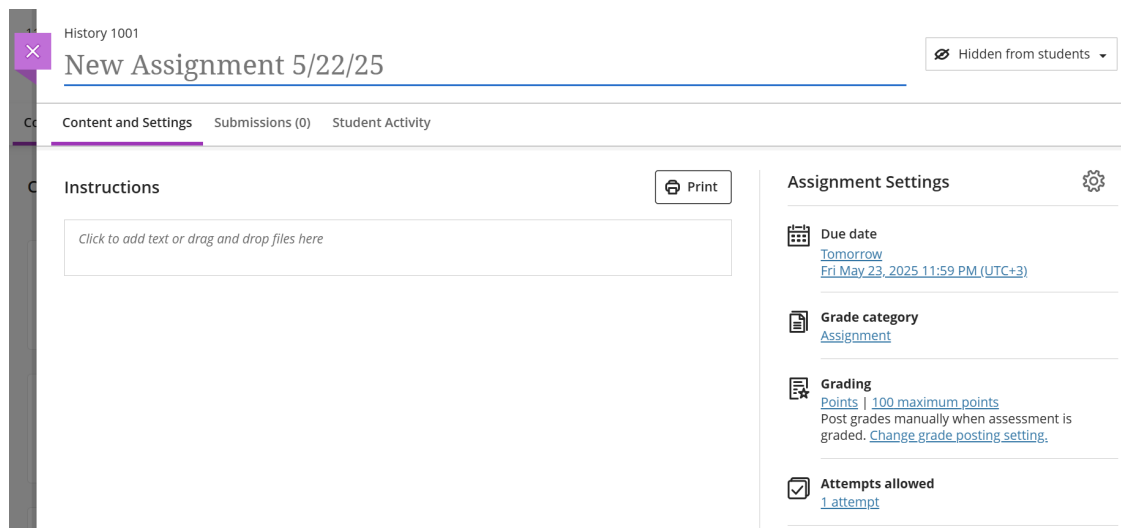 History 1001
New Assignment 5/22/25
Hidden from students
Content and Settings
Submissions (0)
Student Activity
Instructions
Print
Click to add text or drag and drop files here
Assignment Settings
Due date
Tomorrow
Fri May 23, 2025 11:59 PM (UTC+3)
Grade category
Assignment
Grading
Points | 100 maximum points
Post grades manually when assessment is
graded. Change grade posting setting.
Attempts allowed
1 attempt